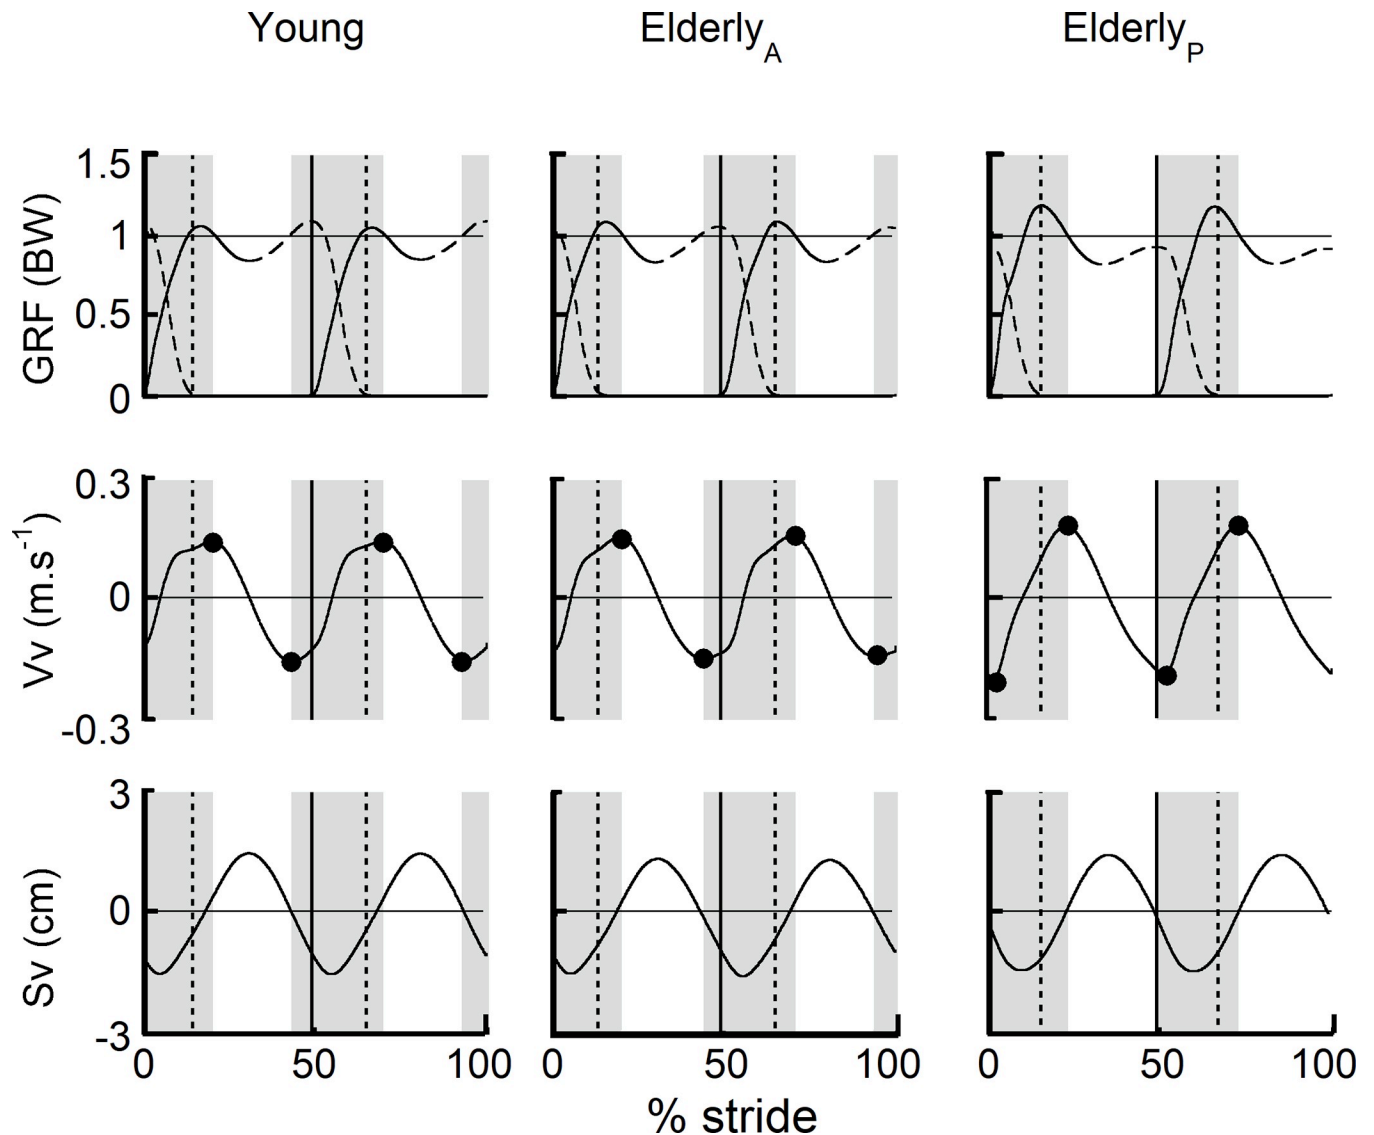 Young Elderly_A Elderly_P
GRF (BW)
1.5
1
0.5
0
Vv (m.s⁻¹)
0.3
0
-0.3
Sv (cm)
3
0
-3
0 50 100 0 50 100 0 50 100
% stride